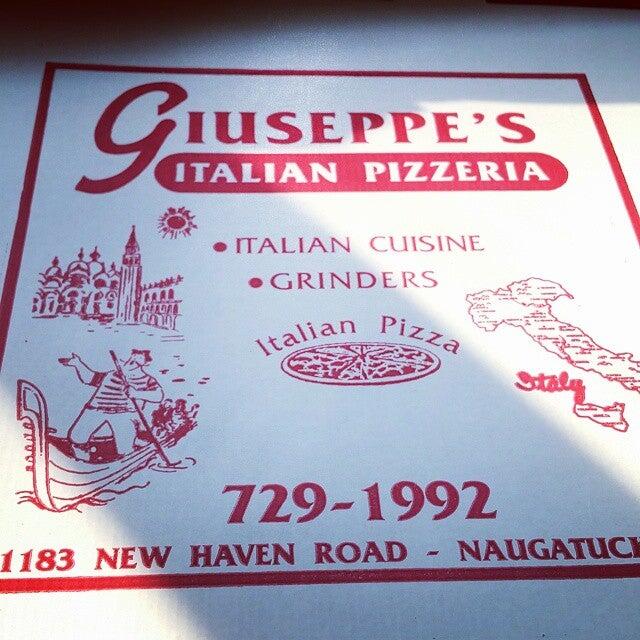 GIUSEPPE'S
ITALIAN PIZZERIA
• ITALIAN CUISINE
• GRINDERS
Italian Pizza
Italy
729-1992
1183 NEW HAVEN ROAD - NAUGATUCK